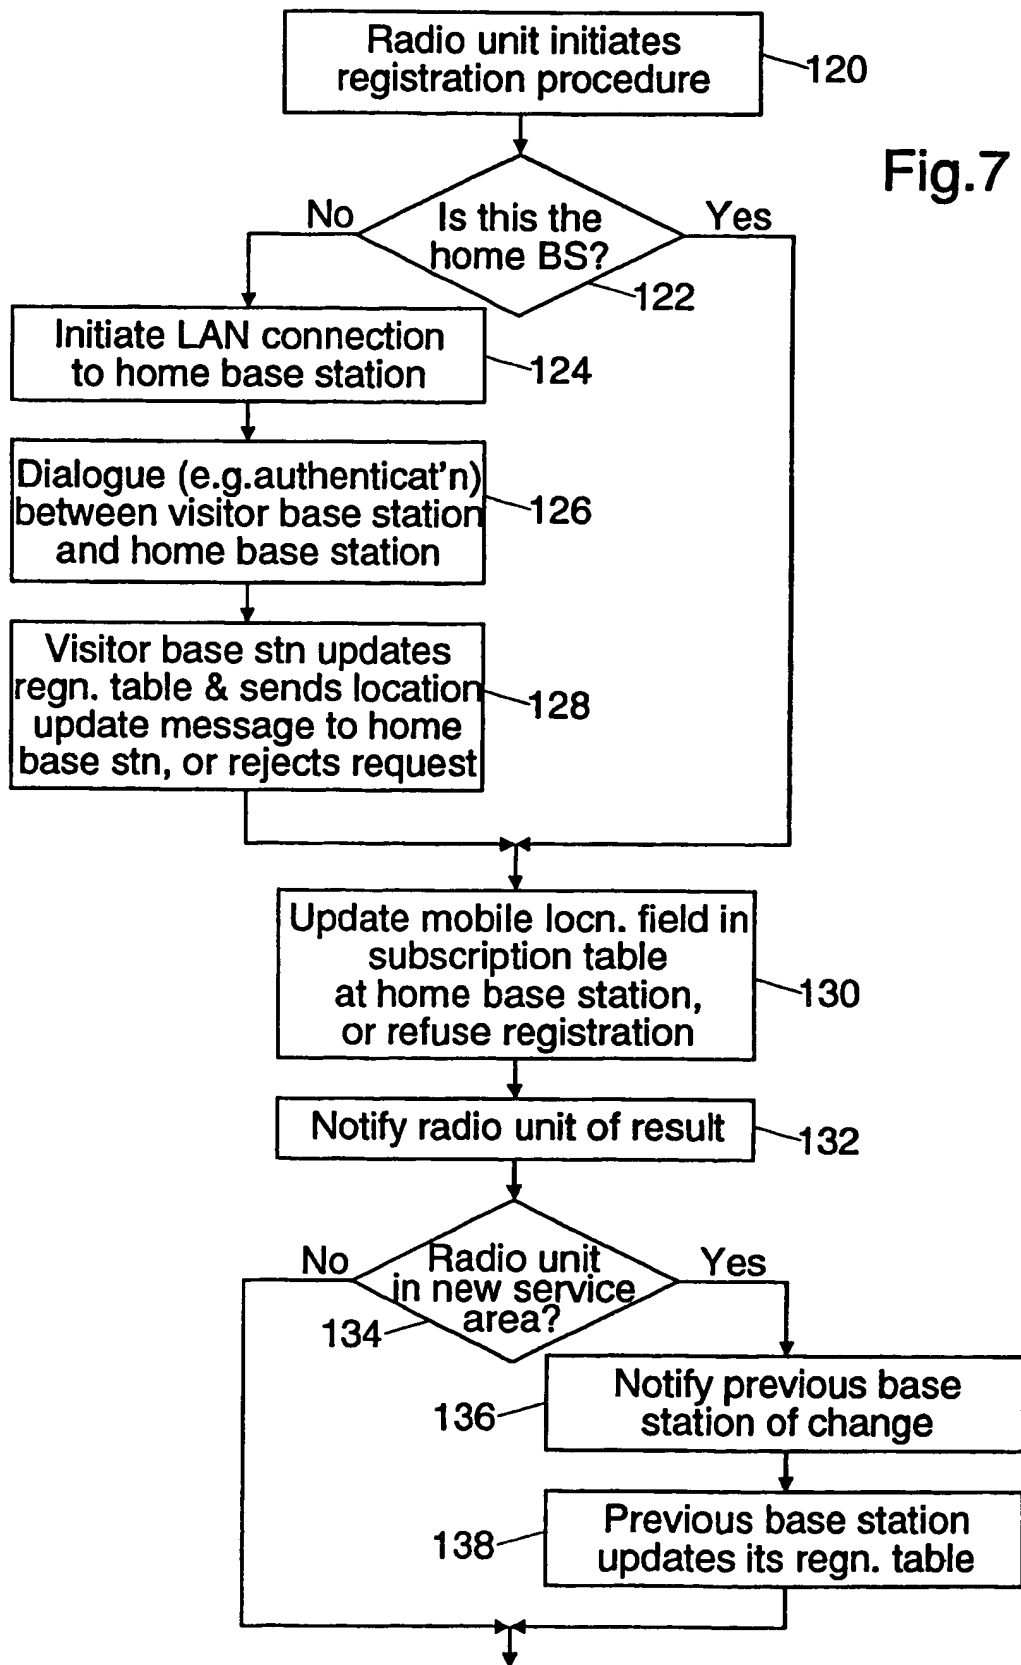 Radio unit initiates
registration procedure
120
Fig.7
Is this the
home BS?
No
Yes
122
Initiate LAN connection
to home base station
124
Dialogue (e.g.authenticat'n)
between visitor base station
and home base station
126
Visitor base stn updates
regn. table & sends location
update message to home
base stn, or rejects request
128
Update mobile locn. field in
subscription table
at home base station,
or refuse registration
130
Notify radio unit of result
132
Radio unit
in new service
area?
No
Yes
134
Notify previous base
station of change
136
Previous base station
updates its regn. table
138